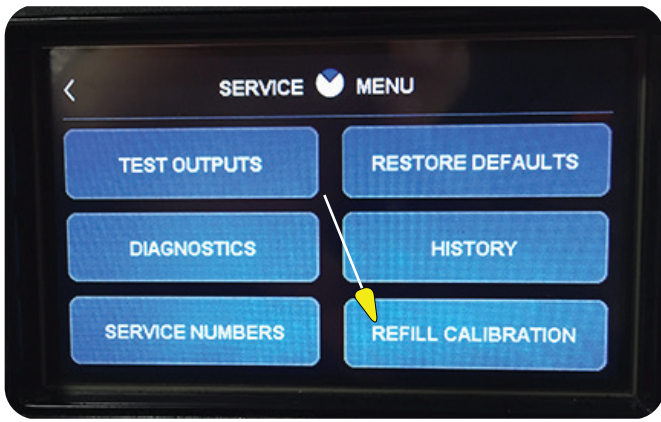 SERVICE MENU
TEST OUTPUTS
RESTORE DEFAULTS
DIAGNOSTICS
HISTORY
SERVICE NUMBERS
REFILL CALIBRATION